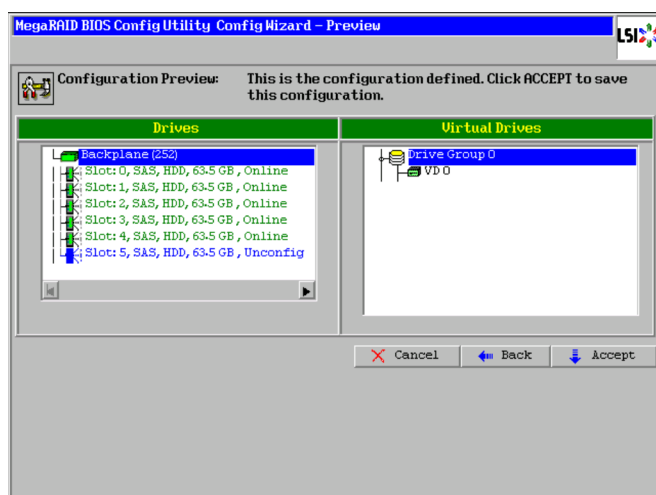 MegaRAID BIOS Config Utility Config Wizard – Preview
LSI
Configuration Preview: This is the configuration defined. Click ACCEPT to save
this configuration.
Drives
Backplane (252)
Slot: 0, SAS, HDD, 63.5 GB, Online
Slot: 1, SAS, HDD, 63.5 GB, Online
Slot: 2, SAS, HDD, 63.5 GB, Online
Slot: 3, SAS, HDD, 63.5 GB, Online
Slot: 4, SAS, HDD, 63.5 GB, Online
Slot: 5, SAS, HDD, 63.5 GB, Unconfig
Virtual Drives
Drive Group 0
VD 0
Cancel
Back
Accept